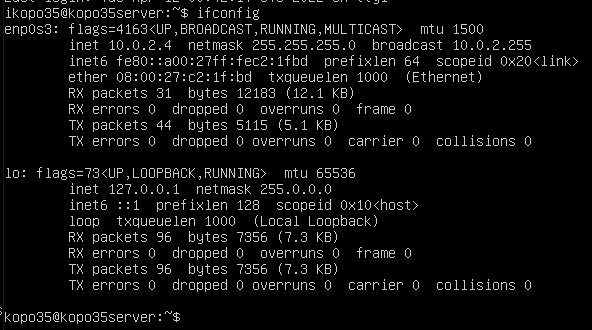 ikopo35@kopo35server:~$ ifconfig
enp0s3: flags=4163<UP,BROADCAST,RUNNING,MULTICAST>  mtu 1500
        inet 10.0.2.4  netmask 255.255.255.0  broadcast 10.0.2.255
        inet6 fe80::a00:27ff:fec2:1fbd  prefixlen 64  scopeid 0x20<link>
        ether 08:00:27:c2:1f:bd  txqueuelen 1000  (Ethernet)
        RX packets 31  bytes 12183 (12.1 KB)
        RX errors 0  dropped 0  overruns 0  frame 0
        TX packets 44  bytes 5115 (5.1 KB)
        TX errors 0  dropped 0 overruns 0  carrier 0  collisions 0
lo: flags=73<UP,LOOPBACK,RUNNING>  mtu 65536
        inet 127.0.0.1  netmask 255.0.0.0
        inet6 ::1  prefixlen 128  scopeid 0x10<host>
        loop  txqueuelen 1000  (Local Loopback)
        RX packets 96  bytes 7356 (7.3 KB)
        RX errors 0  dropped 0  overruns 0  frame 0
        TX packets 96  bytes 7356 (7.3 KB)
        TX errors 0  dropped 0 overruns 0  carrier 0  collisions 0
kopo35@kopo35server:~$